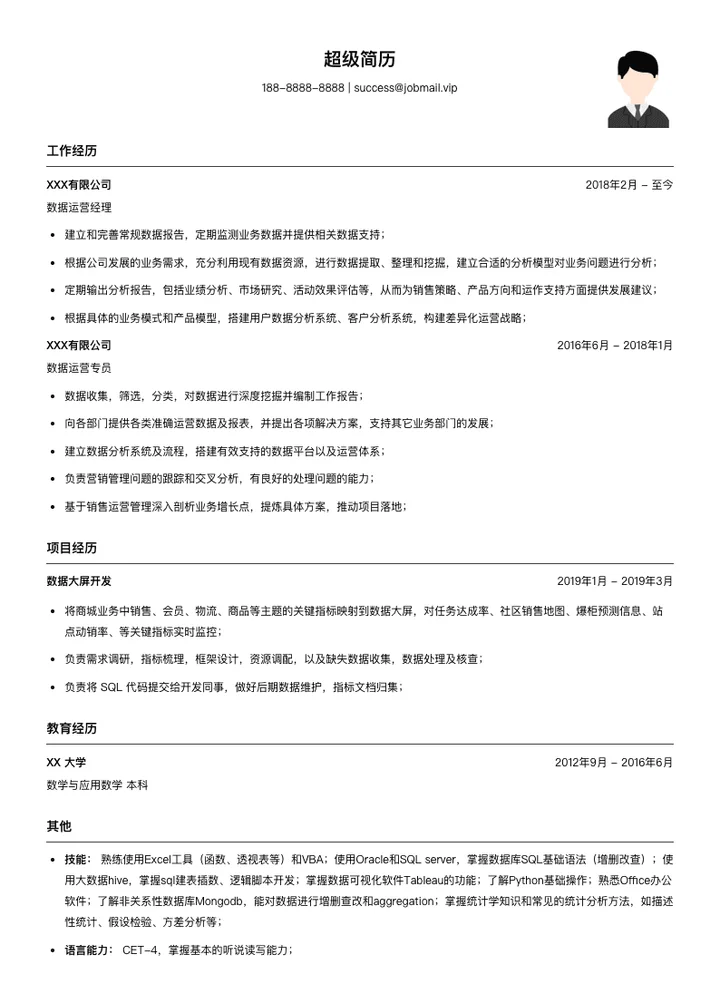 超级简历
188-8888-8888 | success@jobmail.vip
工作经历
XXX有限公司 2018年2月 – 至今
数据运营经理
• 建立和完善常规数据报告，定期监测业务数据并提供相关数据支持；
• 根据公司发展的业务需求，充分利用现有数据资源，进行数据提取、整理和挖掘，建立合适的分析模型对业务问题进行分析；
• 定期输出分析报告，包括业绩分析、市场研究、活动效果评估等，从而为销售策略、产品方向和运作支持方面提供发展建议；
• 根据具体的业务模式和产品模型，搭建用户数据分析系统、客户分析系统，构建差异化运营战略；
XXX有限公司 2016年6月 – 2018年1月
数据运营专员
• 数据收集，筛选，分类，对数据进行深度挖掘并编制工作报告；
• 向各部门提供各类准确运营数据及报表，并提出各项解决方案，支持其它业务部门的发展；
• 建立数据分析系统及流程，搭建有效支持的数据平台以及运营体系；
• 负责营销管理问题的跟踪和交叉分析，有良好的处理问题的能力；
• 基于销售运营管理深入剖析业务增长点，提炼具体方案，推动项目落地；
项目经历
数据大屏开发 2019年1月 – 2019年3月
• 将商城业务中销售、会员、物流、商品等主题的关键指标映射到数据大屏，对任务达成率、社区销售地图、爆柜预测信息、站
点动销率、等关键指标实时监控；
• 负责需求调研，指标梳理，框架设计，资源调配，以及缺失数据收集，数据处理及核查；
• 负责将 SQL 代码提交给开发同事，做好后期数据维护，指标文档归集；
教育经历
XX 大学 2012年9月 – 2016年6月
数学与应用数学 本科
其他
• 技能： 熟练使用Excel工具（函数、透视表等）和VBA；使用Oracle和SQL server，掌握数据库SQL基础语法（增删改查）；使
用大数据hive，掌握sql建表插数、逻辑脚本开发；掌握数据可视化软件Tableau的功能；了解Python基础操作；熟悉Office办公
软件；了解非关系性数据库Mongodb，能对数据进行增删查改和aggregation；掌握统计学知识和常见的统计分析方法，如描述
性统计、假设检验、方差分析等；
• 语言能力： CET-4，掌握基本的听说读写能力；